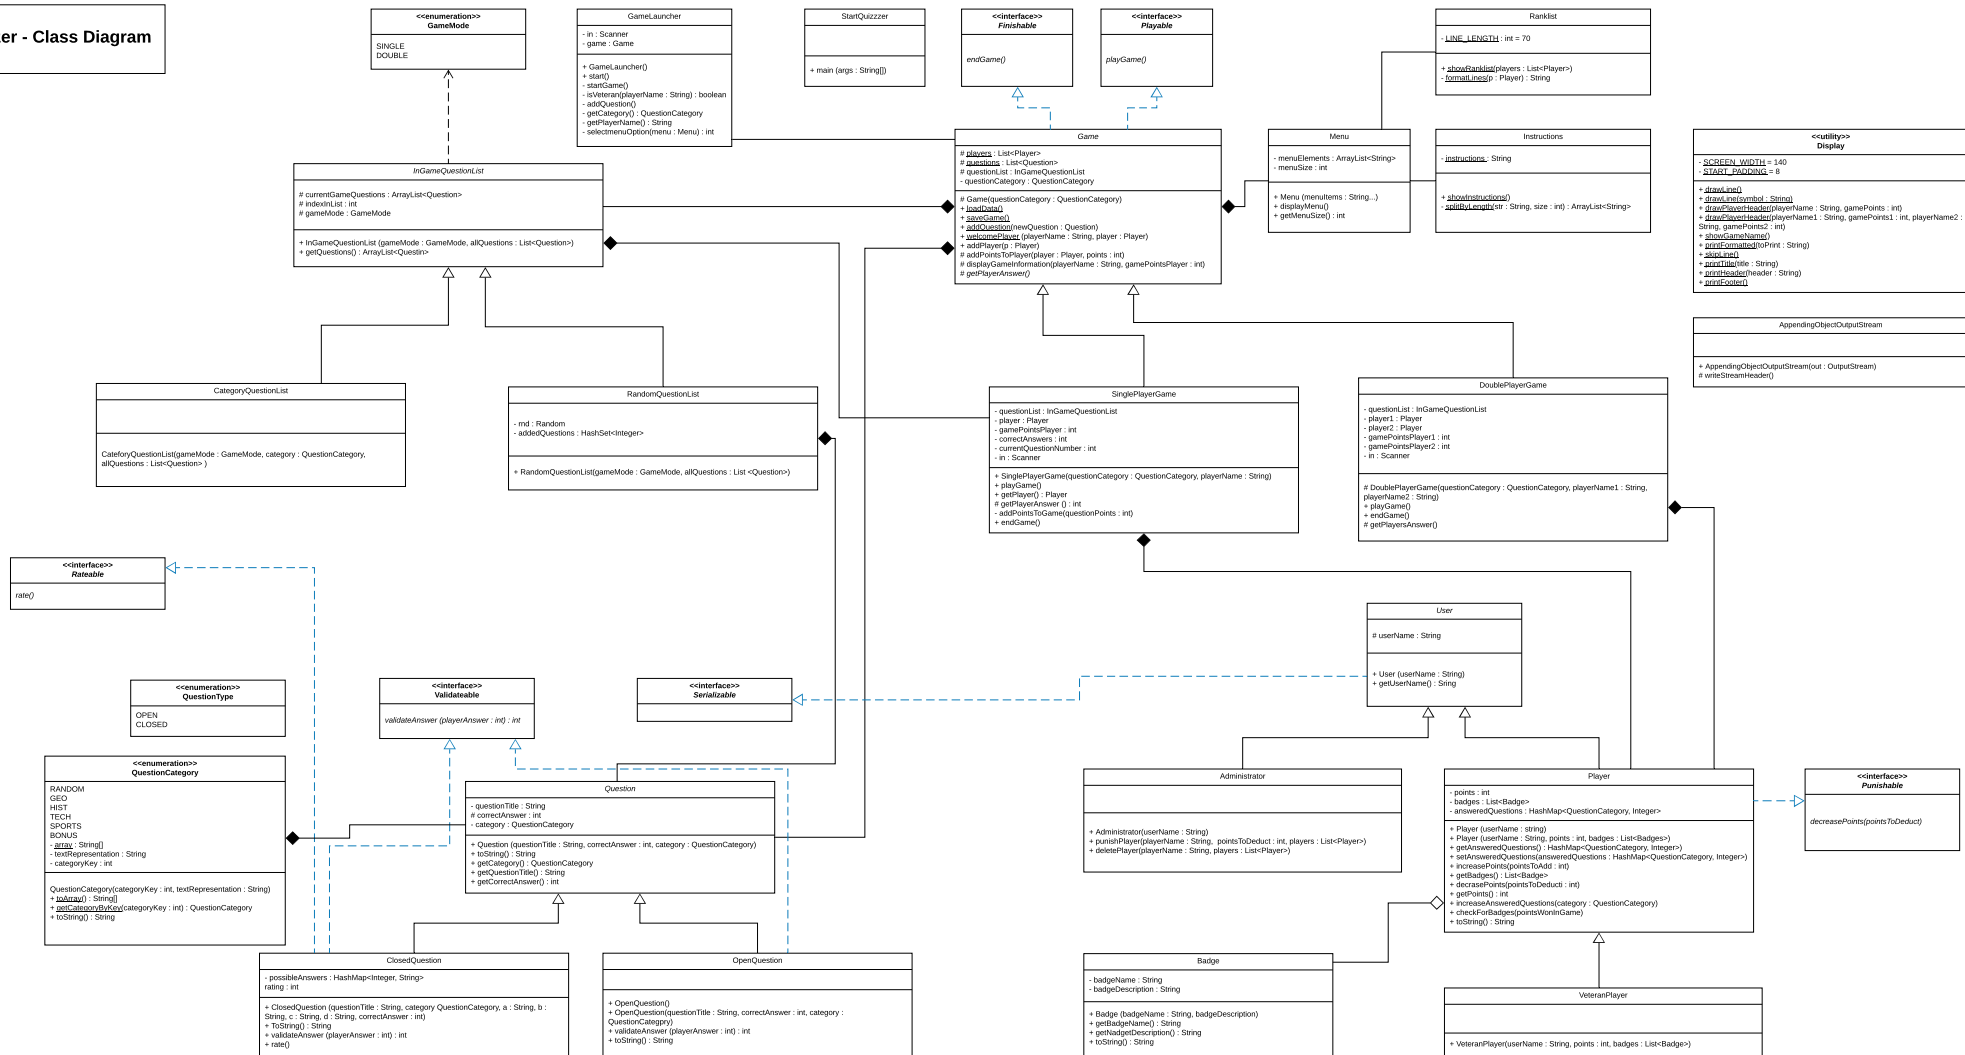 er - Class Diagram
<<enumeration>>
GameMode
SINGLE
DOUBLE
GameLauncher
- in : Scanner
- game : Game
+ GameLauncher()
+ start()
- startGame()
- isVeteran(playerName : String) : boolean
- addQuestion()
- getCategory() : QuestionCategory
- getPlayerName() : String
- selectmenuOption(menu : Menu) : int
StartQuizzzer
+ main (args : String[])
<<interface>>
Finishable
endGame()
<<interface>>
Playable
playGame()
Ranklist
- LINE_LENGTH : int = 70
+ showRanklist(players : List<Player>)
- formatLines(p : Player) : String
InGameQuestionList
# currentGameQuestions : ArrayList<Question>
# indexInList : int
# gameMode : GameMode
+ InGameQuestionList (gameMode : GameMode, allQuestions : List<Question>)
+ getQuestions() : ArrayList<Questin>
Game
# players : List<Player>
# questions : List<Question>
# questionList : InGameQuestionList
- questionCategory : QuestionCategory
# Game(questionCategory : QuestionCategory)
+ loadData()
+ saveGame()
+ addQuestion(newQuestion : Question)
+ welcomePlayer (playerName : String, player : Player)
+ addPlayer(p : Player)
# addPointsToPlayer(player : Player, points : int)
# displayGameInformation(playerName : String, gamePointsPlayer : int)
# getPlayerAnswer()
Menu
- menuElements : ArrayList<String>
- menuSize : int
+ Menu (menuItems : String...)
+ displayMenu()
+ getMenuSize() : int
Instructions
- instructions : String
+ showInstructions()
- splitByLength(str : String, size : int) : ArrayList<String>
<<utility>>
Display
- SCREEN_WIDTH = 140
- START_PADDING = 8
+ drawLine()
+ drawLine(symbol : String)
+ drawPlayerHeader(playerName : String, gamePoints : int)
+ drawPlayerHeader(playerName1 : String, gamePoints1 : int, playerName2 :
String, gamePoints2 : int)
+ showGameName()
+ printFormatted(toPrint : String)
+ skipLine()
+ printTitle(title : String)
+ printHeader(header : String)
+ printFooter()
AppendingObjectOutputStream
+ AppendingObjectOutputStream(out : OutputStream)
# writeStreamHeader()
CategoryQuestionList
CateforyQuestionList(gameMode : GameMode, category : QuestionCategory,
allQuestions : List<Question> )
RandomQuestionList
- rnd : Random
- addedQuestions : HashSet<Integer>
+ RandomQuestionList(gameMode : GameMode, allQuestions : List <Question>)
SinglePlayerGame
- questionList : InGameQuestionList
- player : Player
- gamePointsPlayer : int
- correctAnswers : int
- currentQuestionNumber : int
- in : Scanner
+ SinglePlayerGame(questionCategory : QuestionCategory, playerName : String)
+ playGame()
+ getPlayer() : Player
# getPlayerAnswer () : int
- addPointsToGame(questionPoints : int)
+ endGame()
DoublePlayerGame
- questionList : InGameQuestionList
- player1 : Player
- player2 : Player
- gamePointsPlayer1 : int
- gamePointsPlayer2 : int
- in : Scanner
# DoublePlayerGame(questionCategory : QuestionCategory, playerName1 : String,
playerName2 : String)
+ playGame()
+ endGame()
# getPlayersAnswer()
<<interface>>
Rateable
rate()
User
# userName : String
+ User (userName : String)
+ getUserName() : Sring
<<enumeration>>
QuestionType
OPEN
CLOSED
<<interface>>
Validateable
validateAnswer (playerAnswer : int) : int
<<interface>>
Serializable
<<enumeration>>
QuestionCategory
RANDOM
GEO
HIST
TECH
SPORTS
BONUS
- array : String[]
- textRepresentation : String
- categoryKey : int
QuestionCategory(categoryKey : int, textRepresentation : String)
+ toArray() : String[]
+ getCategoryByKey(categoryKey : int) : QuestionCategory
+ toString() : String
Question
- questionTitle : String
# correctAnswer : int
- category : QuestionCategory
+ Question (questionTitle : String, correctAnswer : int, category : QuestionCategory)
+ toString() : String
+ getCategory() : QuestionCategory
+ getQuestionTitle() : String
+ getCorrectAnswer() : int
Administrator
+ Administrator(userName : String)
+ punishPlayer(playerName : String,  pointsToDeduct : int, players : List<Player>)
+ deletePlayer(playerName : String, players : List<Player>)
Player
- points : int
- badges : List<Badge>
- answeredQuestions : HashMap<QuestionCategory, Integer>
+ Player (userName : string)
+ Player (userName : String, points : int, badges : List<Badges>)
+ getAnsweredQuestions() : HashMap<QuestionCategory, Integer>
+ setAnsweredQuestions(answeredQuestions : HashMap<QuestionCategory, Integer>
+ increasePoints(pointsToAdd : int)
+ getBadges() : List<Badge>
+ decrasePoints(pointsToDeducti : int)
+ getPoints() : int
+ increaseAnsweredQuestions(category : QuestionCategory)
+ checkForBadges(pointsWonInGame)
+ toString() : String
<<interface>>
Punishable
decreasePoints(pointsToDeduct)
ClosedQuestion
- possibleAnswers : HashMap<Integer, String>
rating : int
+ ClosedQuestion (questionTitle : String, category QuestionCategory, a : String, b :
String, c : String, d : String, correctAnswer : int)
+ ToString() : String
+ validateAnswer (playerAnswer : int) : int
+ rate()
OpenQuestion
+ OpenQuestion()
+ OpenQuestion(questionTitle : String, correctAnswer : int, category :
QuestionCategpry)
+ validateAnswer (playerAnswer : int) : int
+ toString() : String
Badge
- badgeName : String
- badgeDescription : String
+ Badge (badgeName : String, badgeDescription)
+ getBadgeName() : String
+ getNadgetDescription() : String
+ toString() : String
VeteranPlayer
+ VeteranPlayer(userName : String, points : int, badges : List<Badge>)